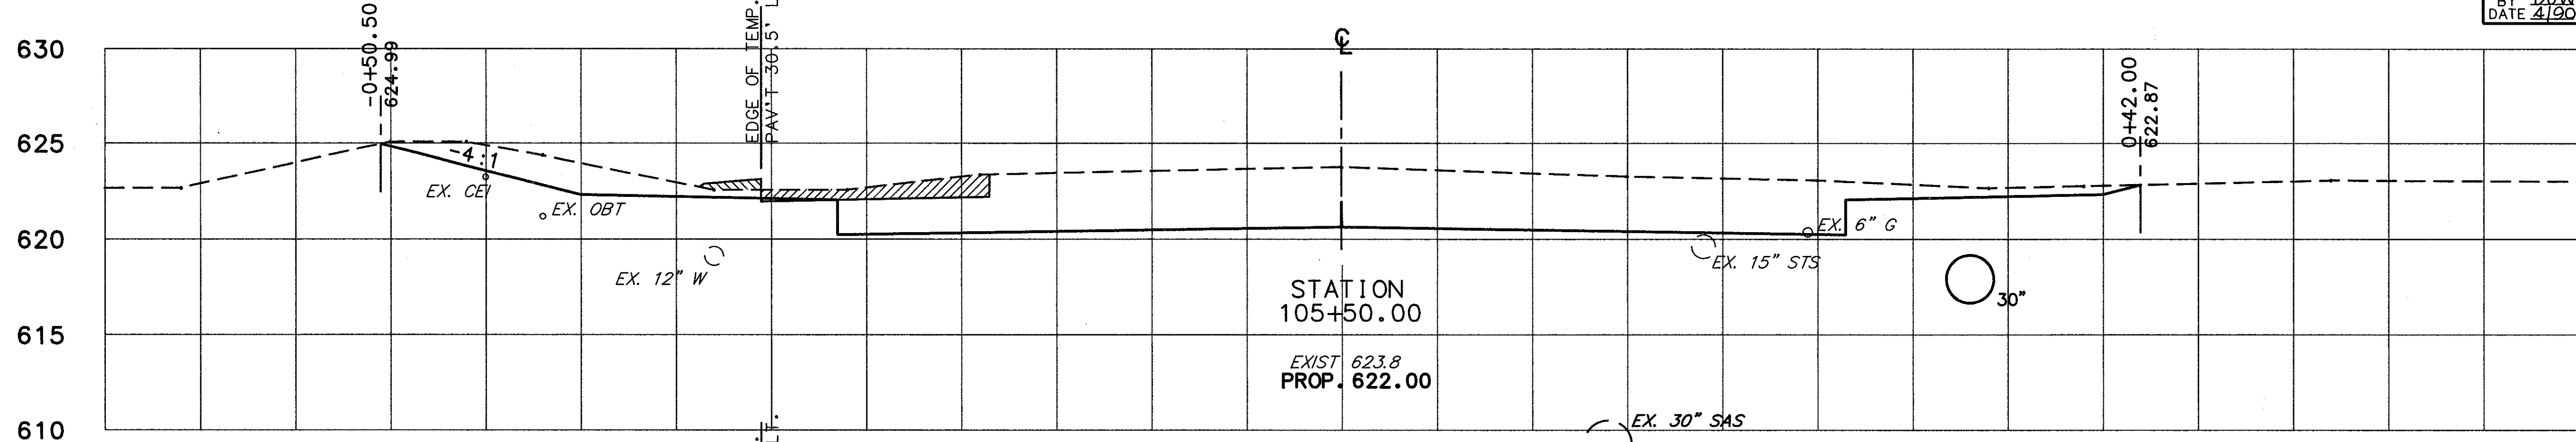 BY
DATE 4/90
-0+50.50
624.99
EDGE OF TEMP.
PAV'T 30.5' L
℄
0+42.00
622.87
630
625
620
615
610
-4:1
EX. CEI
EX. OBT
EX. 12" W
EX. 6" G
EX. 15" STS
30"
STATION
105+50.00
EXIST 623.8
PROP. 622.00
EX. 30" SAS
LT.